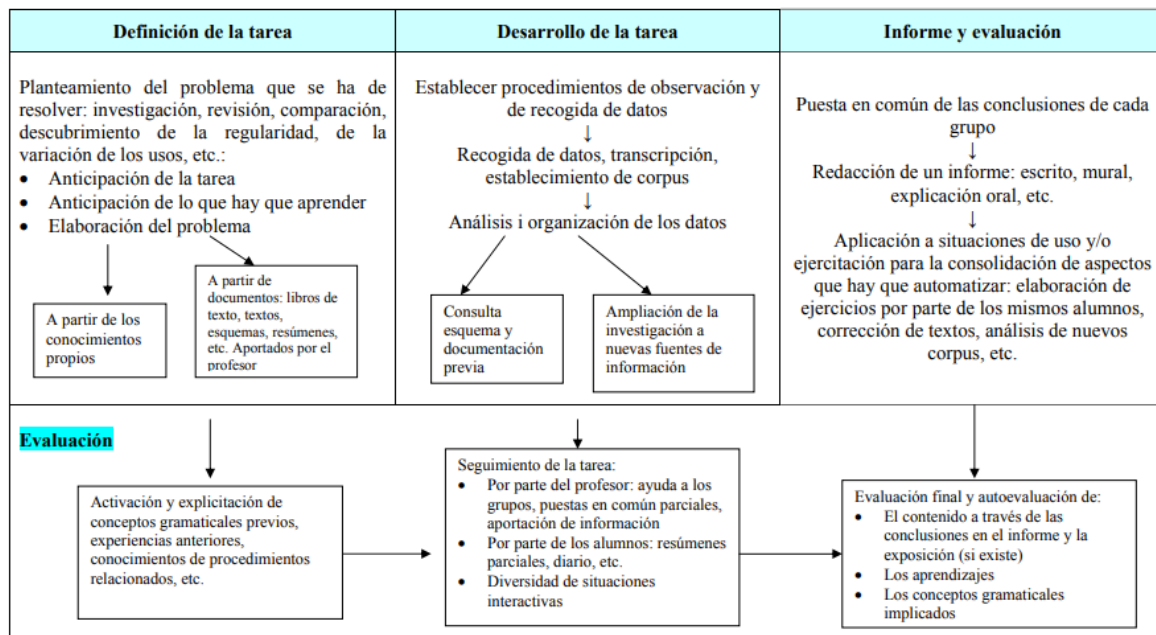 Definición de la tarea
Desarrollo de la tarea
Informe y evaluación
Planteamiento del problema que se ha de
resolver: investigación, revisión, comparación,
descubrimiento de la regularidad, de la
variación de los usos, etc.:
• Anticipación de la tarea
• Anticipación de lo que hay que aprender
• Elaboración del problema
A partir de los
conocimientos
propios
A partir de
documentos: libros de
texto, textos,
esquemas, resúmenes,
etc. Aportados por el
profesor
Establecer procedimientos de observación y
de recogida de datos
↓
Recogida de datos, transcripción,
establecimiento de corpus
↓
Análisis i organización de los datos
Consulta
esquema y
documentación
previa
Ampliación de la
investigación a
nuevas fuentes de
información
Puesta en común de las conclusiones de cada
grupo
↓
Redacción de un informe: escrito, mural,
explicación oral, etc.
↓
Aplicación a situaciones de uso y/o
ejercitación para la consolidación de aspectos
que hay que automatizar: elaboración de
ejercicios por parte de los mismos alumnos,
corrección de textos, análisis de nuevos
corpus, etc.
Evaluación
Activación y explicitación de
conceptos gramaticales previos,
experiencias anteriores,
conocimientos de procedimientos
relacionados, etc.
Seguimiento de la tarea:
• Por parte del profesor: ayuda a los
grupos, puestas en común parciales,
aportación de información
• Por parte de los alumnos: resúmenes
parciales, diario, etc.
• Diversidad de situaciones
interactivas
Evaluación final y autoevaluación de:
• El contenido a través de las
conclusiones en el informe y la
exposición (si existe)
• Los aprendizajes
• Los conceptos gramaticales
implicados